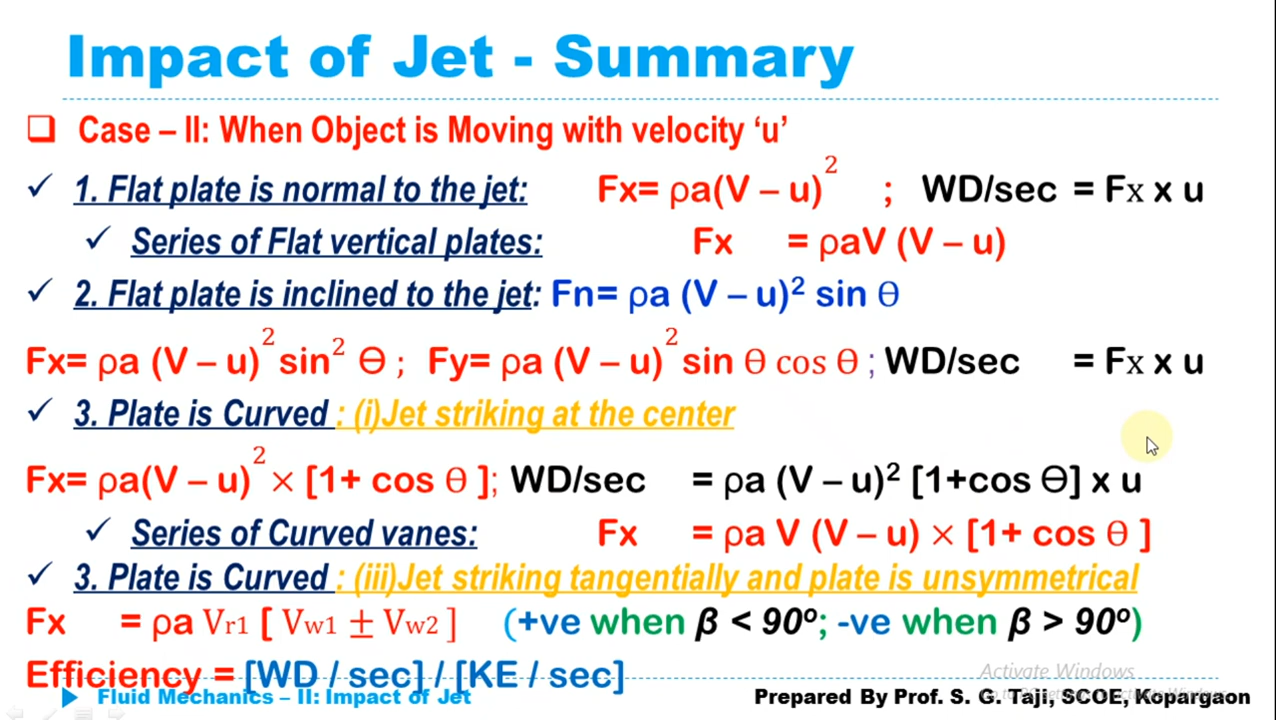 Impact of Jet - Summary
❑ Case – II: When Object is Moving with velocity ‘u’
✓ 1. Flat plate is normal to the jet: Fx= ρa(V – u)² ; WD/sec = Fx x u
✓ Series of Flat vertical plates: Fx = ρaV (V – u)
✓ 2. Flat plate is inclined to the jet: Fn= ρa (V – u)² sin Θ
Fx= ρa (V – u)² sin² Θ ; Fy= ρa (V – u)² sin Θ cos Θ ; WD/sec = Fx x u
✓ 3. Plate is Curved : (i)Jet striking at the center
Fx= ρa(V – u)² × [1+ cos Θ ]; WD/sec = ρa (V – u)² [1+cos Θ] x u
✓ Series of Curved vanes: Fx = ρa V (V – u) × [1+ cos Θ ]
✓ 3. Plate is Curved : (iii)Jet striking tangentially and plate is unsymmetrical
Fx = ρa Vr1 [ Vw1 ± Vw2 ] (+ve when β < 90º; -ve when β > 90º)
Efficiency = [WD / sec] / [KE / sec]
Activate Windows
Fluid Mechanics – II: Impact of Jet
Prepared By Prof. S. G. Taji, SCOE, Kopargaon